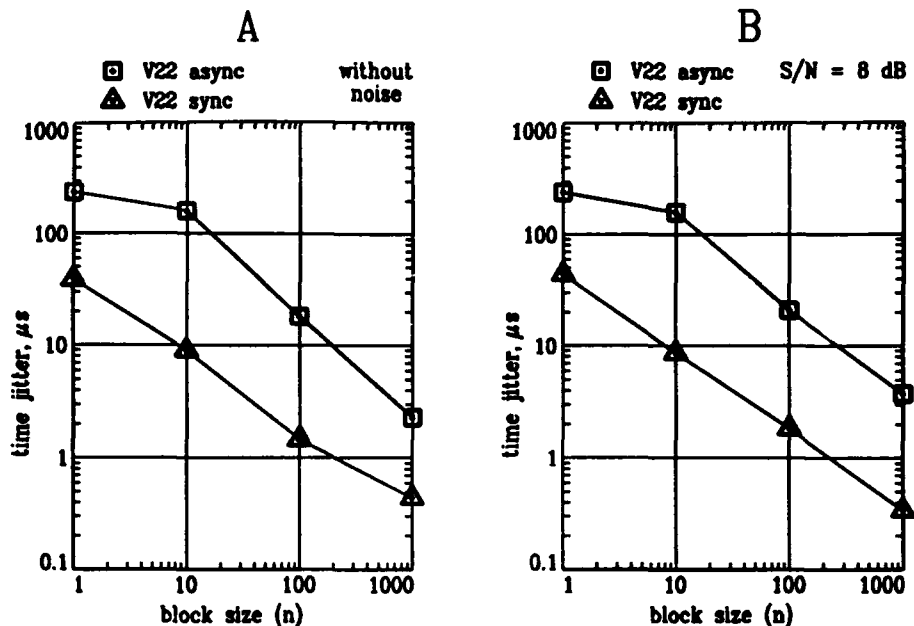 A
V22 async
V22 sync
without
noise
1000
100
10
1
0.1
time jitter, μs
1
10
100
1000
block size (n)
B
V22 async
V22 sync
S/N = 8 dB
1000
100
10
1
0.1
time jitter, μs
1
10
100
1000
block size (n)